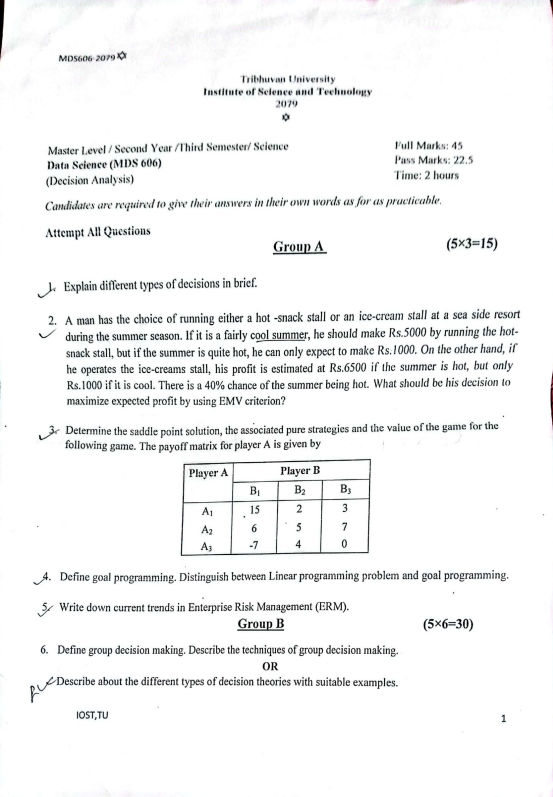 MDS606-2079✡
Tribhuvan University
Institute of Science and Technology
2079
✡
Master Level / Second Year /Third Semester/ Science
Full Marks: 45
Data Science (MDS 606)
Pass Marks: 22.5
(Decision Analysis)
Time: 2 hours
Candidates are required to give their answers in their own words as for as practicable.
Attempt All Questions
Group A (5×3=15)
1. Explain different types of decisions in brief.
2. A man has the choice of running either a hot -snack stall or an ice-cream stall at a sea side resort
during the summer season. If it is a fairly cool summer, he should make Rs.5000 by running the hot-
snack stall, but if the summer is quite hot, he can only expect to make Rs.1000. On the other hand, if
he operates the ice-creams stall, his profit is estimated at Rs.6500 if the summer is hot, but only
Rs.1000 if it is cool. There is a 40% chance of the summer being hot. What should be his decision to
maximize expected profit by using EMV criterion?
3. Determine the saddle point solution, the associated pure strategies and the value of the game for the
following game. The payoff matrix for player A is given by
Player A Player B
B₁ B₂ B₃
A₁ 15 2 3
A₂ 6 5 7
A₃ -7 4 0
4. Define goal programming. Distinguish between Linear programming problem and goal programming.
5. Write down current trends in Enterprise Risk Management (ERM).
Group B (5×6=30)
6. Define group decision making. Describe the techniques of group decision making.
OR
Describe about the different types of decision theories with suitable examples.
IOST,TU
1